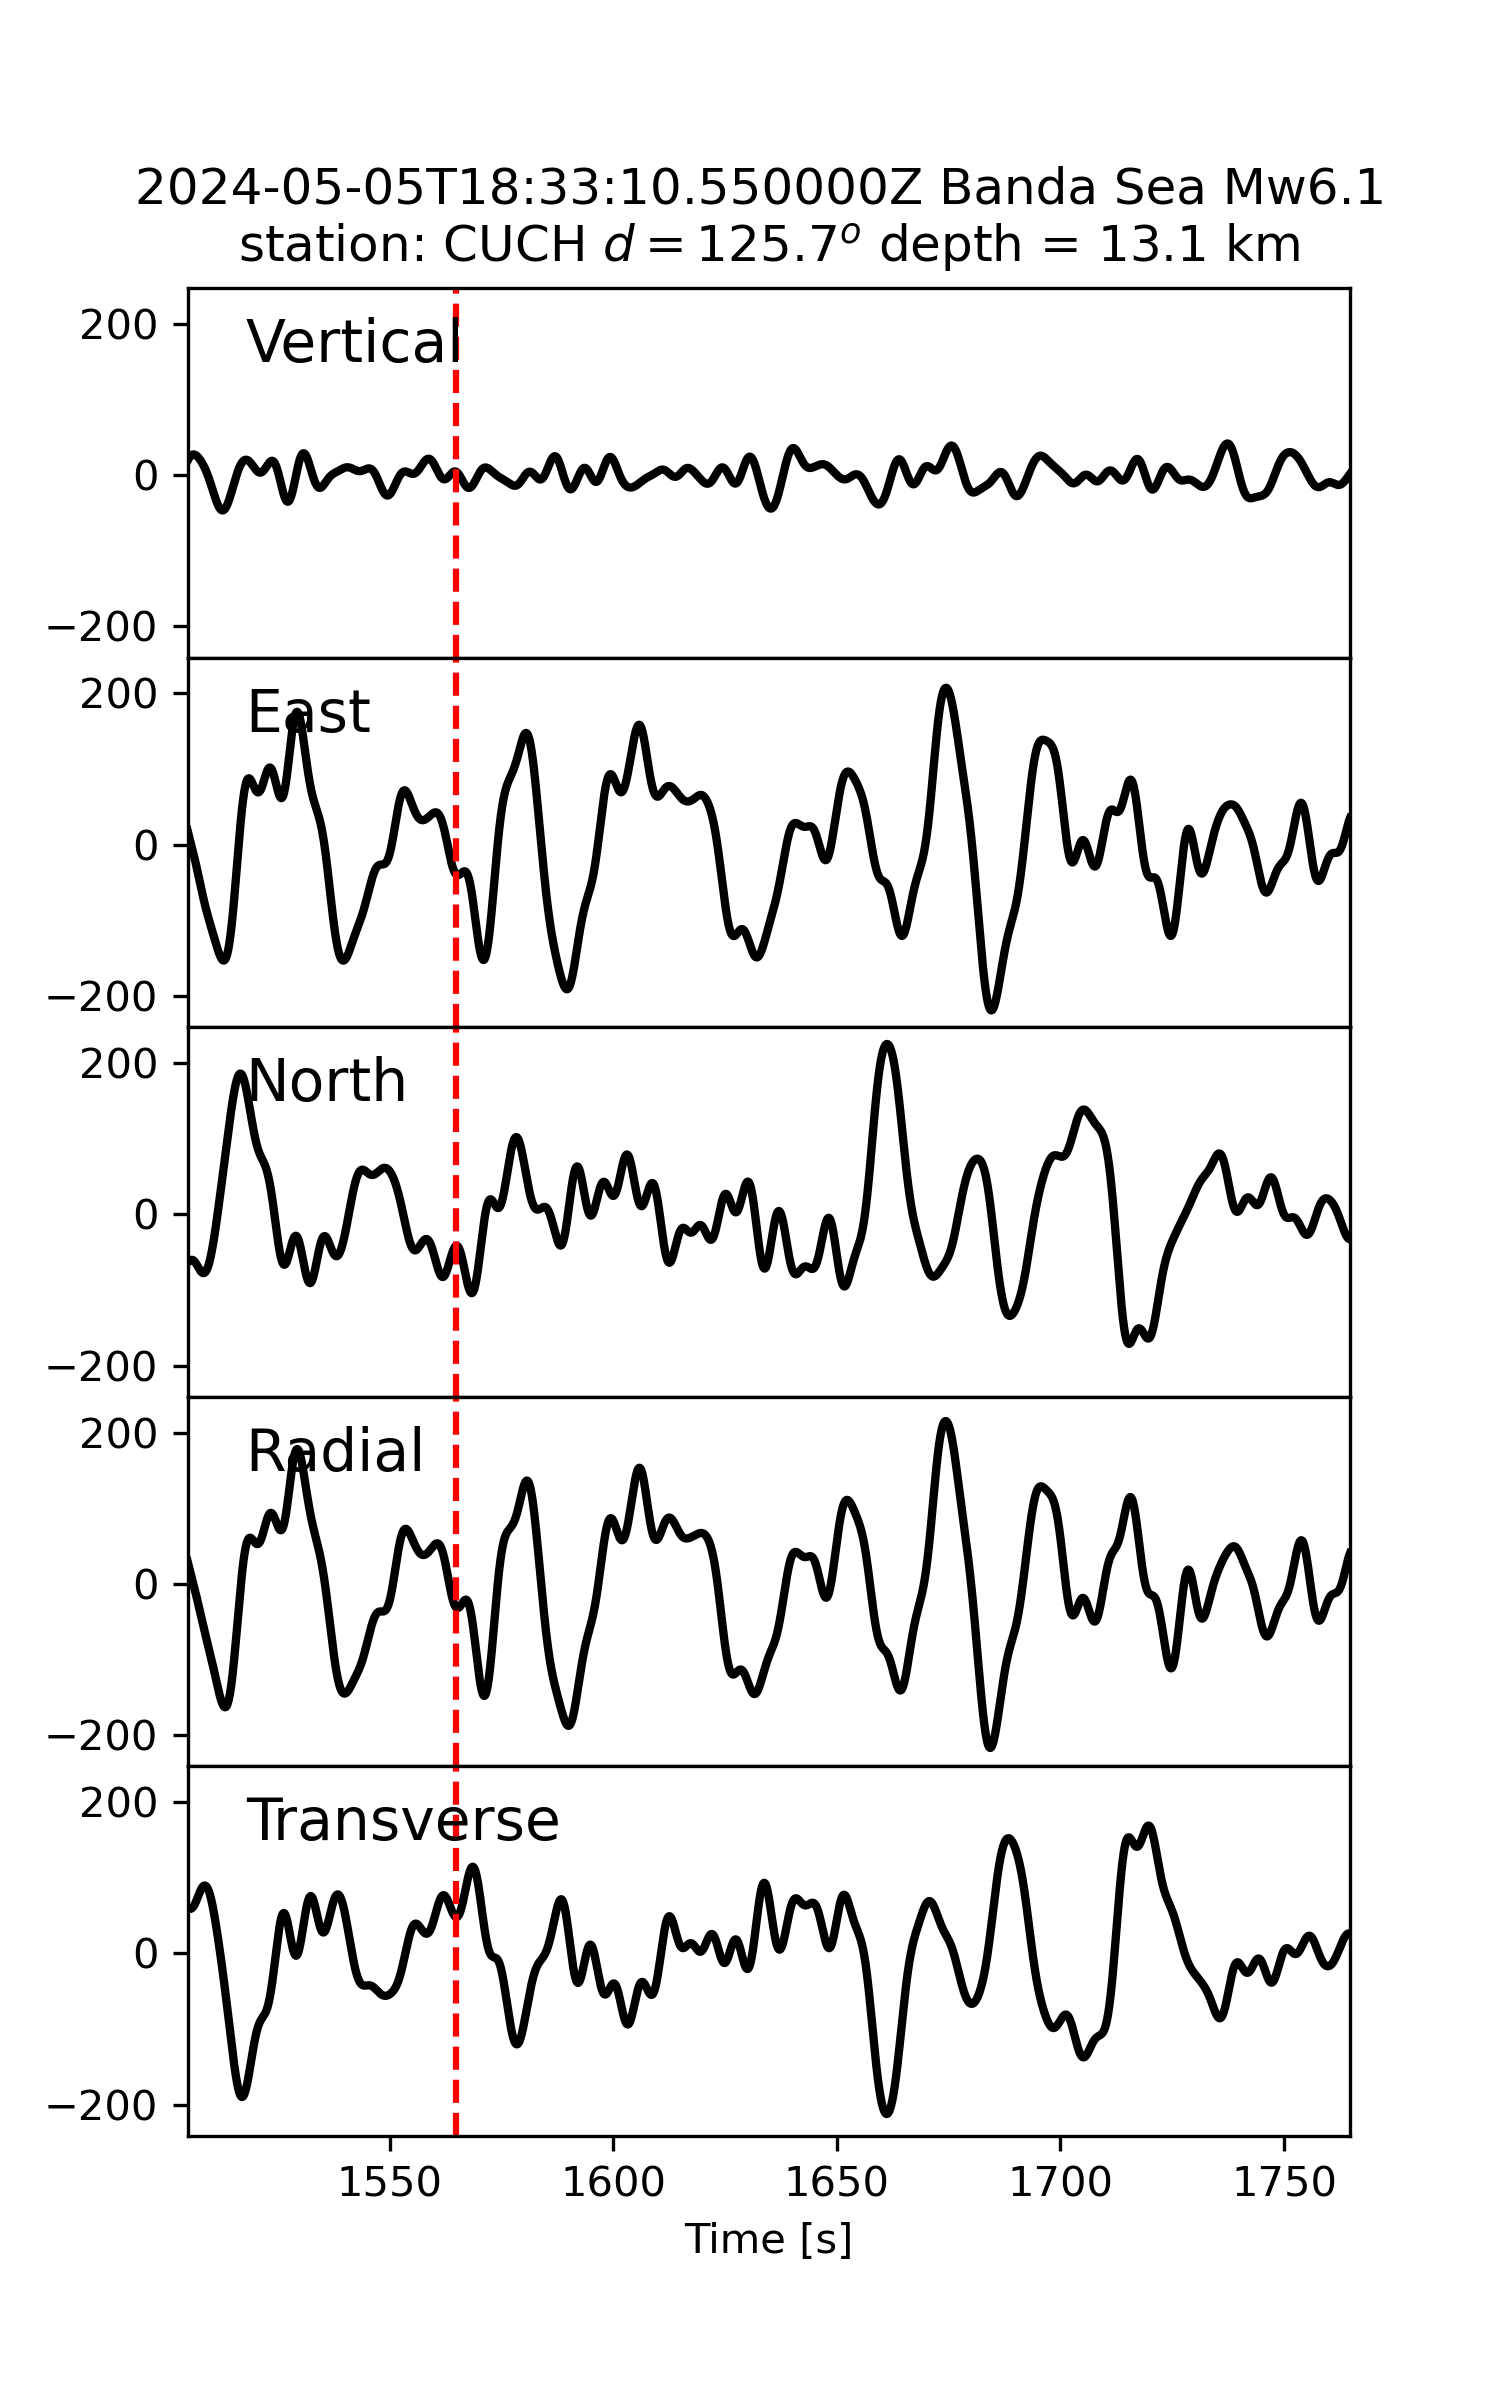 2024-05-05T18:33:10.550000Z Banda Sea Mw6.1
station: CUCH d = 125.7° depth = 13.1 km
200
Vertical
0
−200
200
East
0
−200
200
North
0
−200
200
Radial
0
−200
200
Transverse
0
−200
1550 1600 1650 1700 1750
Time [s]